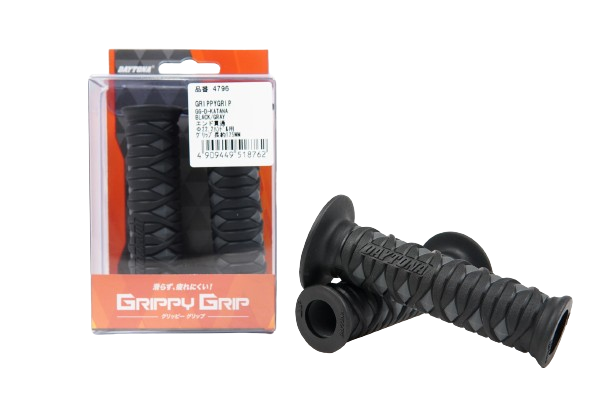 DAYTONA
品番 4796
GRIPPYGRIP
GG-D-KATANA
BLACK/GRAY
エンド貫通
Φ22.2ﾊﾝﾄﾞﾙ用
グリップ長約125MM
4 909449 518762
滑らず、疲れにくい!
GRIPPY GRIP
グリッピー グリップ
DAYTONA